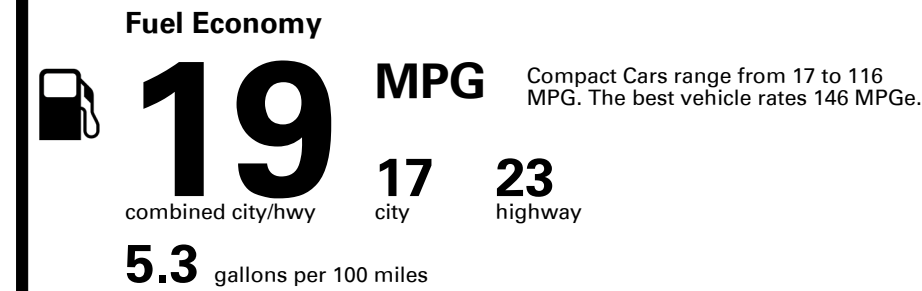 Fuel Economy
19 MPG
Compact Cars range from 17 to 116
MPG. The best vehicle rates 146 MPGe.
17 23
combined city/hwy city highway
5.3 gallons per 100 miles